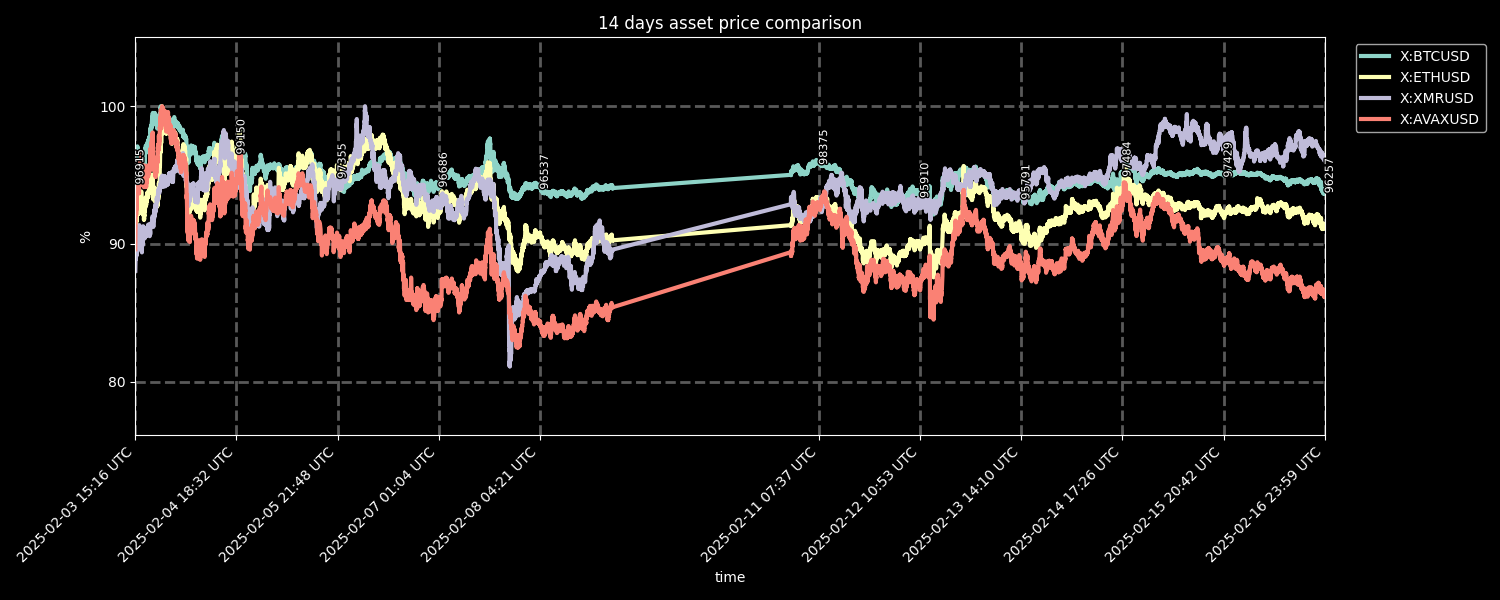 14 days asset price comparison
X:BTCUSD
X:ETHUSD
X:XMRUSD
X:AVAXUSD
100
90
80
%
96915
99150
97355
96686
96537
98375
95910
95791
97484
97429
96257
2025-02-03 15:16 UTC
2025-02-04 18:32 UTC
2025-02-05 21:48 UTC
2025-02-07 01:04 UTC
2025-02-08 04:21 UTC
2025-02-11 07:37 UTC
2025-02-12 10:53 UTC
2025-02-13 14:10 UTC
2025-02-14 17:26 UTC
2025-02-15 20:42 UTC
2025-02-16 23:59 UTC
time